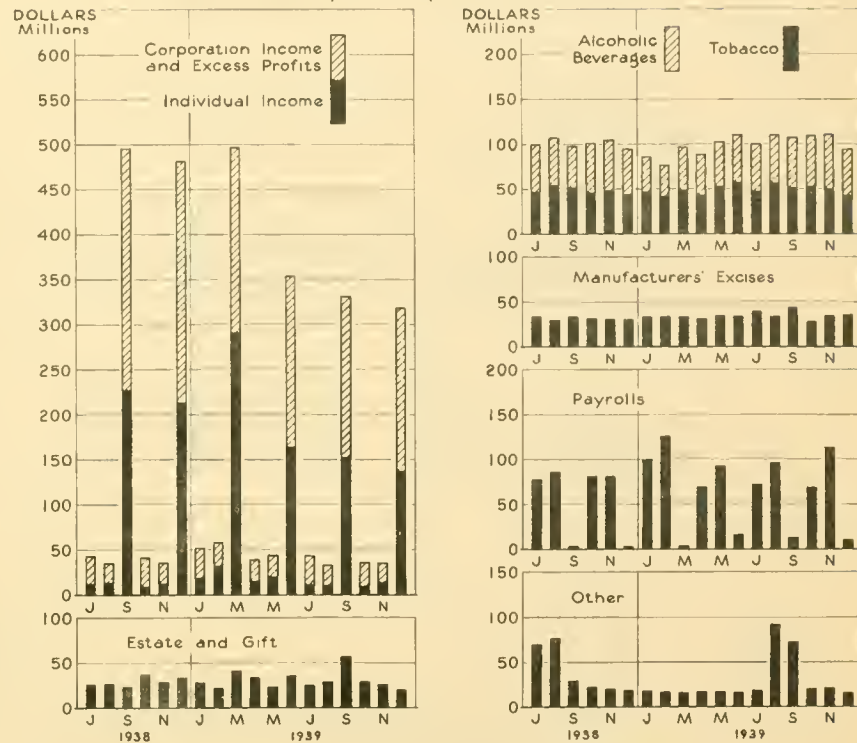 DOLLARS
Millions
600
550
500
450
400
350
300
250
200
150
100
50
0
Corporation Income
and Excess Profits
Individual Income
J S N J M M J S N
100
50
0
Estate and Gift
J S N J M M J S N
1938 1939
DOLLARS
Millions
200
150
100
50
0
Alcoholic
Beverages
Tobacco
J S N J M M J S N
100
50
0
Manufacturers' Excises
J S N J M M J S N
200
150
100
50
0
Payrolls
J S N J M M J S N
150
100
50
0
Other
J S N J M M J S N
1938 1939